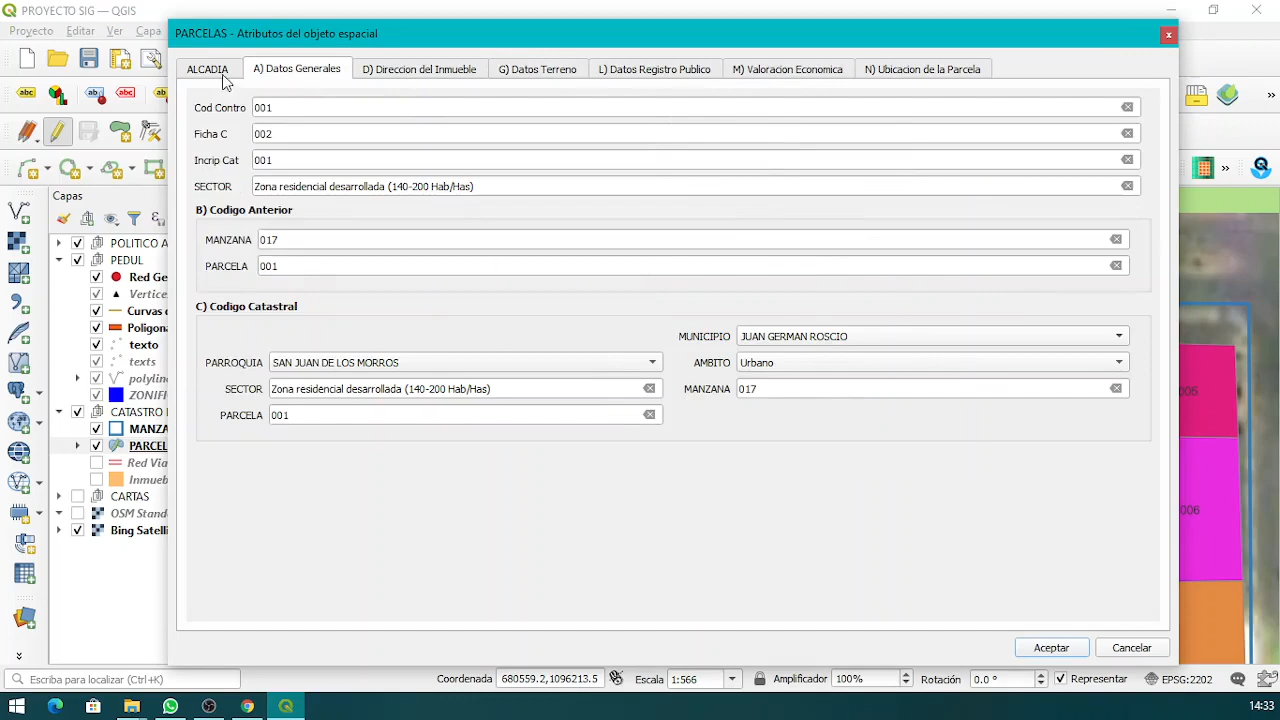 PROYECTO SIG — QGIS
Proyecto Editar Ver Capa
PARCELAS - Atributos del objeto espacial
ALCADIA A) Datos Generales D) Direccion del Inmueble G) Datos Terreno L) Datos Registro Publico M) Valoracion Economica N) Ubicacion de la Parcela
Cod Contro 001
Ficha C 002
Incrip Cat 001
SECTOR Zona residencial desarrollada (140-200 Hab/Has)
B) Codigo Anterior
MANZANA 017
PARCELA 001
C) Codigo Catastral
MUNICIPIO JUAN GERMAN ROSCIO
PARROQUIA SAN JUAN DE LOS MORROS AMBITO Urbano
SECTOR Zona residencial desarrollada (140-200 Hab/Has) MANZANA 017
PARCELA 001
Aceptar Cancelar
abc abc abc
Capas
POLITICO A
PEDUL
Red Ge
Vertice
Curvas d
Poligona
texto
texts
polyline
ZONIFI
CATASTRO
MANZA
PARCEL
Red Via
Inmueb
CARTAS
OSM Standa
Bing Satelli
006
Escriba para localizar (Ctrl+K) Coordenada 680559.2,1096213.5 Escala 1:566 Amplificador 100% Rotación 0.0 ° Representar EPSG:2202
14:33